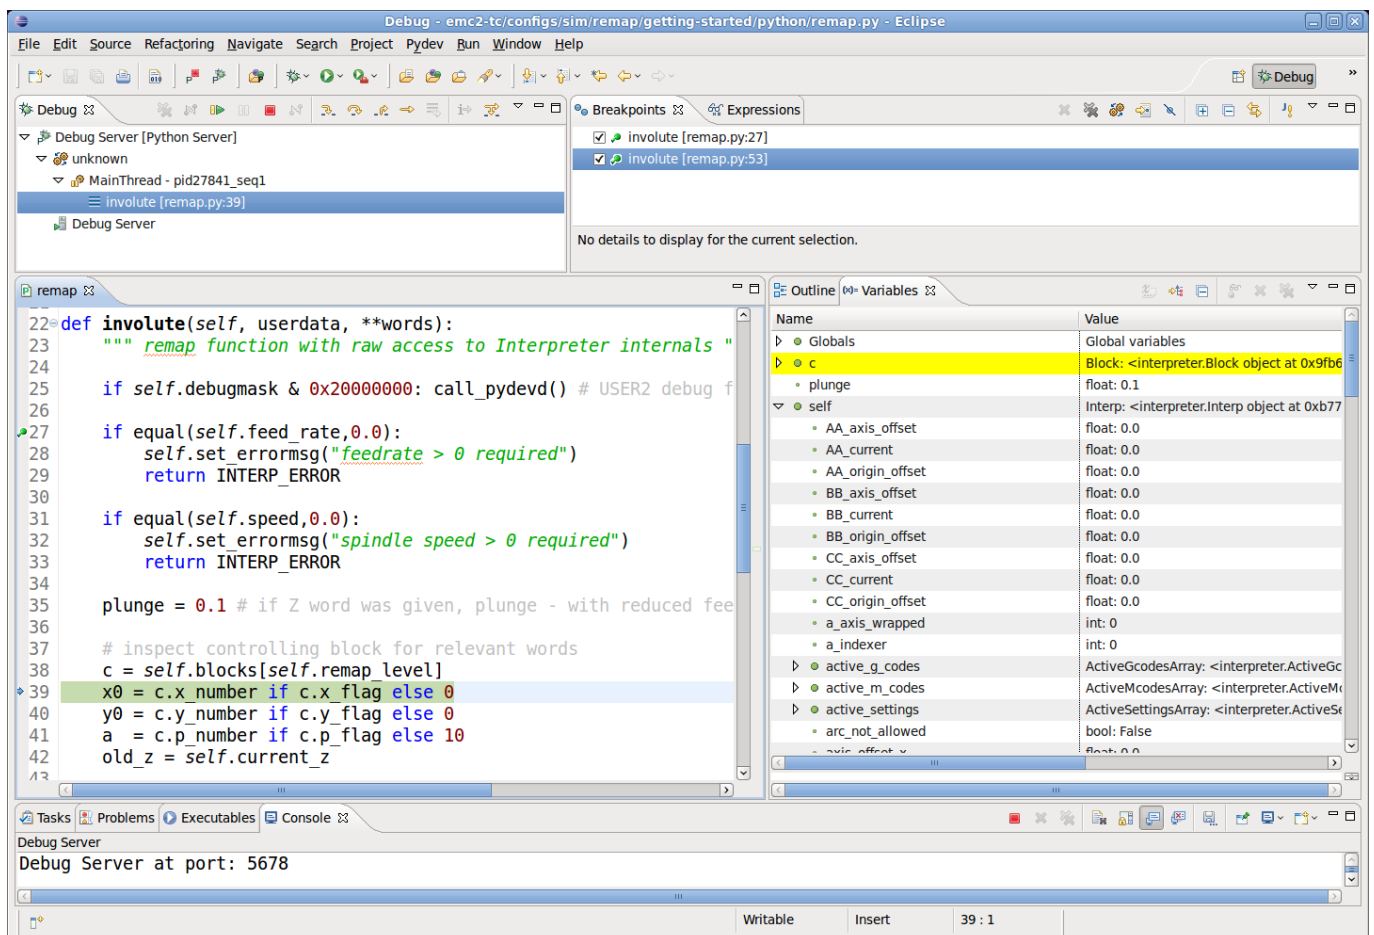 Debug - emc2-tc/configs/sim/remap/getting-started/python/remap.py - Eclipse
File Edit Source Refactoring Navigate Search Project Pydev Run Window Help
Debug
»
Debug
Debug Server [Python Server]
unknown
MainThread - pid27841_seq1
involute [remap.py:39]
Debug Server
Breakpoints Expressions
involute [remap.py:27]
involute [remap.py:53]
No details to display for the current selection.
remap
22 def involute(self, userdata, **words):
23 """ remap function with raw access to Interpreter internals "
24
25 if self.debugmask & 0x20000000: call_pydevd() # USER2 debug f
26
27 if equal(self.feed_rate,0.0):
28 self.set_errormsg("feedrate > 0 required")
29 return INTERP_ERROR
30
31 if equal(self.speed,0.0):
32 self.set_errormsg("spindle speed > 0 required")
33 return INTERP_ERROR
34
35 plunge = 0.1 # if Z word was given, plunge - with reduced fee
36
37 # inspect controlling block for relevant words
38 c = self.blocks[self.remap_level]
39 x0 = c.x_number if c.x_flag else 0
40 y0 = c.y_number if c.y_flag else 0
41 a = c.p_number if c.p_flag else 10
42 old_z = self.current_z
43
Outline Variables
Name Value
Globals Global variables
c Block: <interpreter.Block object at 0x9fb6
plunge float: 0.1
self Interp: <interpreter.Interp object at 0xb77
AA_axis_offset float: 0.0
AA_current float: 0.0
AA_origin_offset float: 0.0
BB_axis_offset float: 0.0
BB_current float: 0.0
BB_origin_offset float: 0.0
CC_axis_offset float: 0.0
CC_current float: 0.0
CC_origin_offset float: 0.0
a_axis_wrapped int: 0
a_indexer int: 0
active_g_codes ActiveGcodesArray: <interpreter.ActiveGc
active_m_codes ActiveMcodesArray: <interpreter.ActiveMc
active_settings ActiveSettingsArray: <interpreter.ActiveSe
arc_not_allowed bool: False
axis_offset_x float: 0.0
Tasks Problems Executables Console
Debug Server
Debug Server at port: 5678
Writable Insert 39 : 1